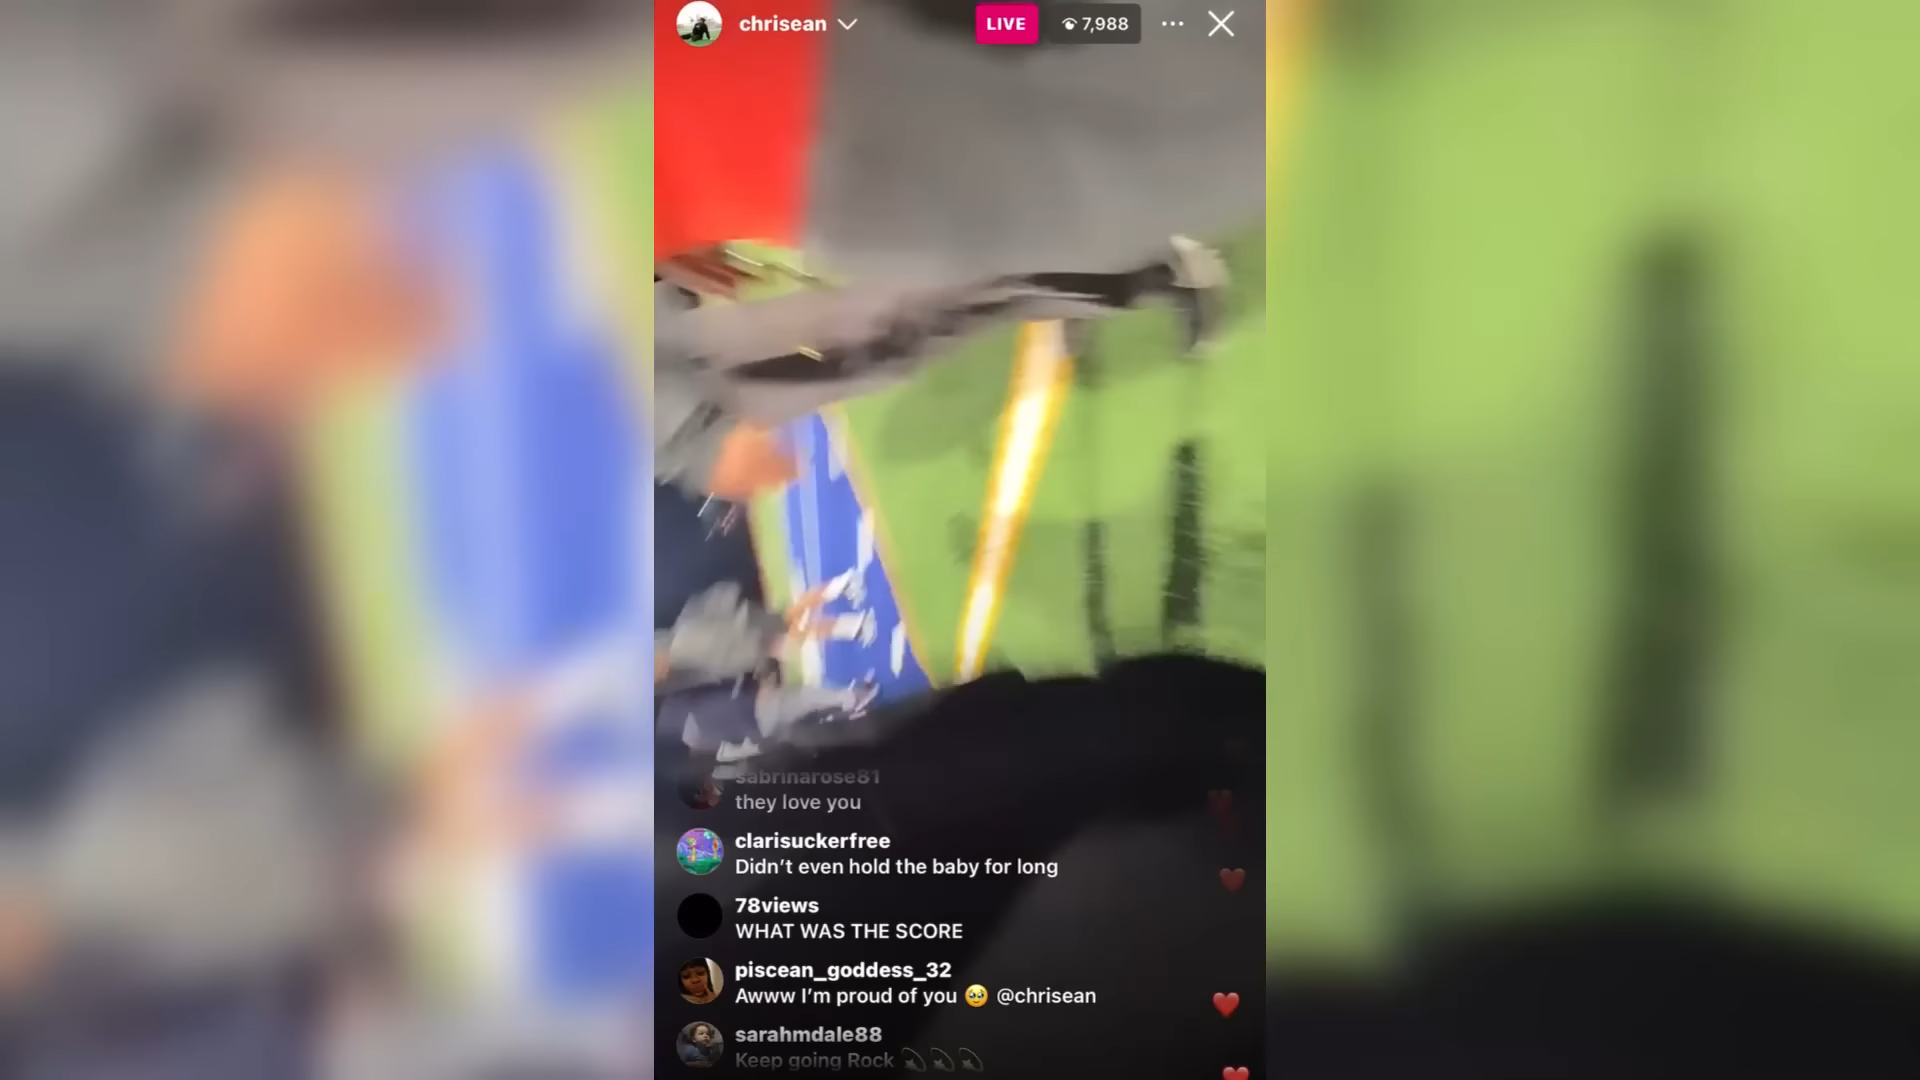 chrisean
LIVE
7,988
sabrinarose81
they love you
clarisuckerfree
Didn’t even hold the baby for long
78views
WHAT WAS THE SCORE
piscean_goddess_32
Awww I’m proud of you 🥹 @chrisean
sarahmdale88
Keep going Rock 💫💫💫